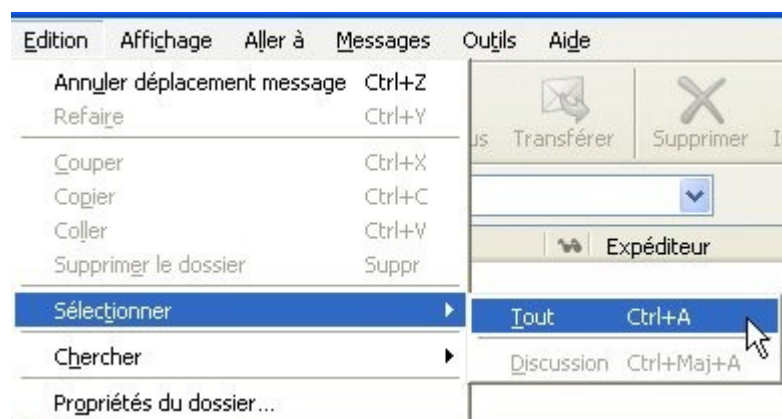 Edition Affichage Aller à Messages Outils Aide
Annuler déplacement message Ctrl+Z
Refaire Ctrl+Y
Couper Ctrl+X
Copier Ctrl+C
Coller Ctrl+V
Supprimer le dossier Suppr
Sélectionner
Chercher
Propriétés du dossier...
Transférer Supprimer
Expéditeur
Tout Ctrl+A
Discussion Ctrl+Maj+A